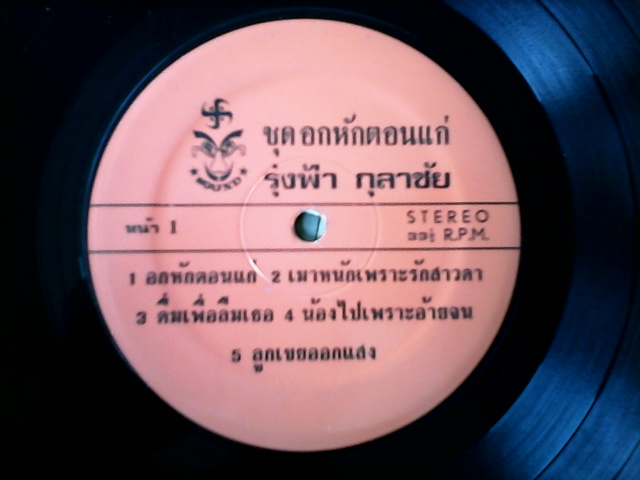 ชุด อกหักตอนแก่
รุ่งฟ้า กุลาชัย
หน้า 1
STEREO
33⅓ R.P.M.
1 อกหักตอนแก่ 2 เมาหนักเพราะรักสาวดา
3 ดื่มเพื่อลืมเธอ 4 น้องไปเพราะอ้ายจน
5 ลูกเขยออกแสง